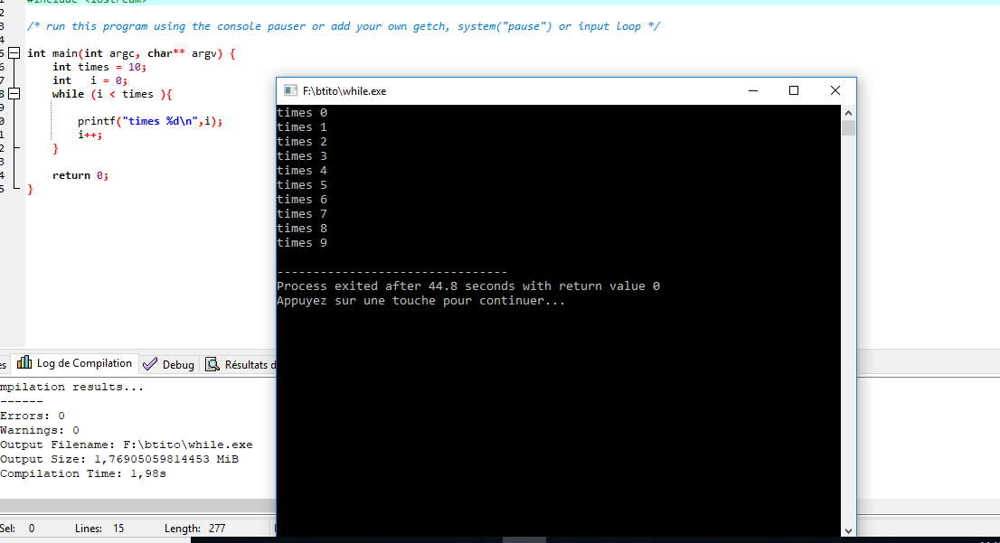 #include <iostream>
/* run this program using the console pauser or add your own getch, system("pause") or input loop */
int main(int argc, char** argv) {
int times = 10;
int i = 0;
while (i < times ){
printf("times %d\n",i);
i++;
}
return 0;
}
F:\btito\while.exe
times 0
times 1
times 2
times 3
times 4
times 5
times 6
times 7
times 8
times 9
--------------------------------
Process exited after 44.8 seconds with return value 0
Appuyez sur une touche pour continuer...
es Log de Compilation Debug Résultats d
mpilation results...
------
Errors: 0
Warnings: 0
Output Filename: F:\btito\while.exe
Output Size: 1,76905059814453 MiB
Compilation Time: 1,98s
Sel: 0 Lines: 15 Length: 277